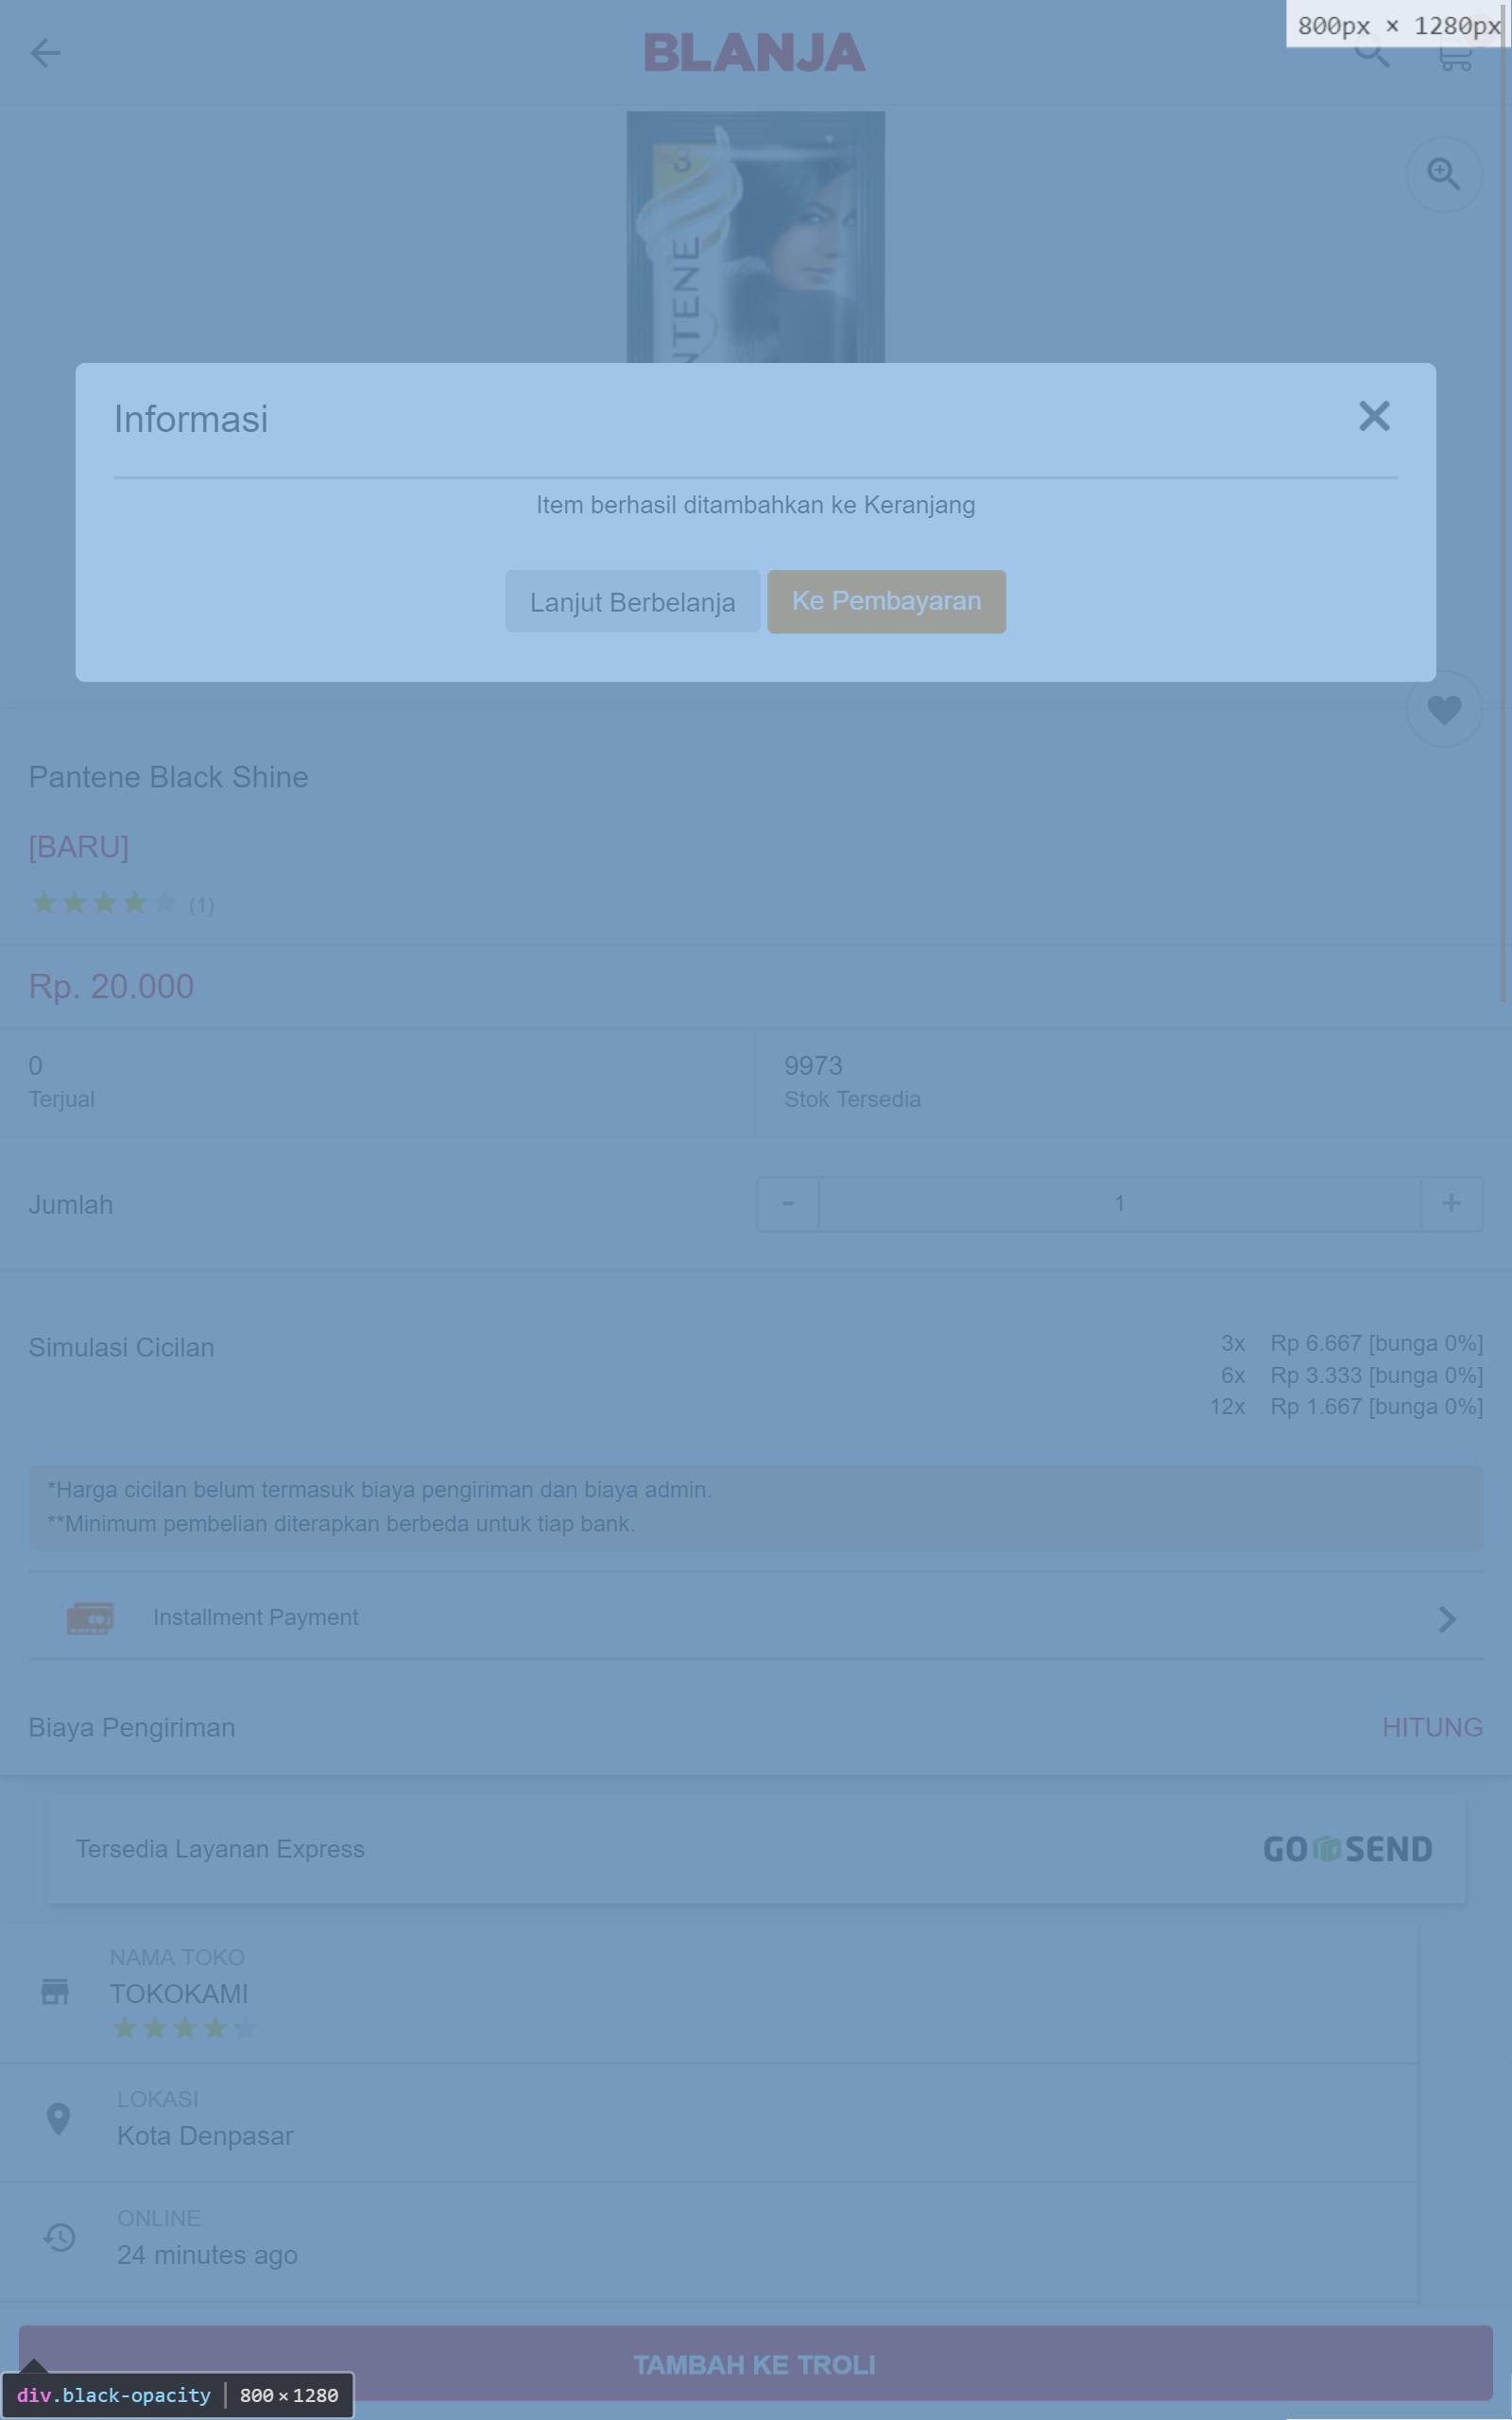 800px × 1280px
BLANJA
3
NTENE
Informasi
Item berhasil ditambahkan ke Keranjang
Lanjut Berbelanja
Ke Pembayaran
Pantene Black Shine
[BARU]
(1)
Rp. 20.000
0
Terjual
9973
Stok Tersedia
Jumlah
- 1 +
Simulasi Cicilan
3x Rp 6.667 [bunga 0%]
6x Rp 3.333 [bunga 0%]
12x Rp 1.667 [bunga 0%]
*Harga cicilan belum termasuk biaya pengiriman dan biaya admin.
**Minimum pembelian diterapkan berbeda untuk tiap bank.
Installment Payment
Biaya Pengiriman
HITUNG
Tersedia Layanan Express
GO SEND
NAMA TOKO
TOKOKAMI
LOKASI
Kota Denpasar
ONLINE
24 minutes ago
TAMBAH KE TROLI
div.black-opacity 800×1280